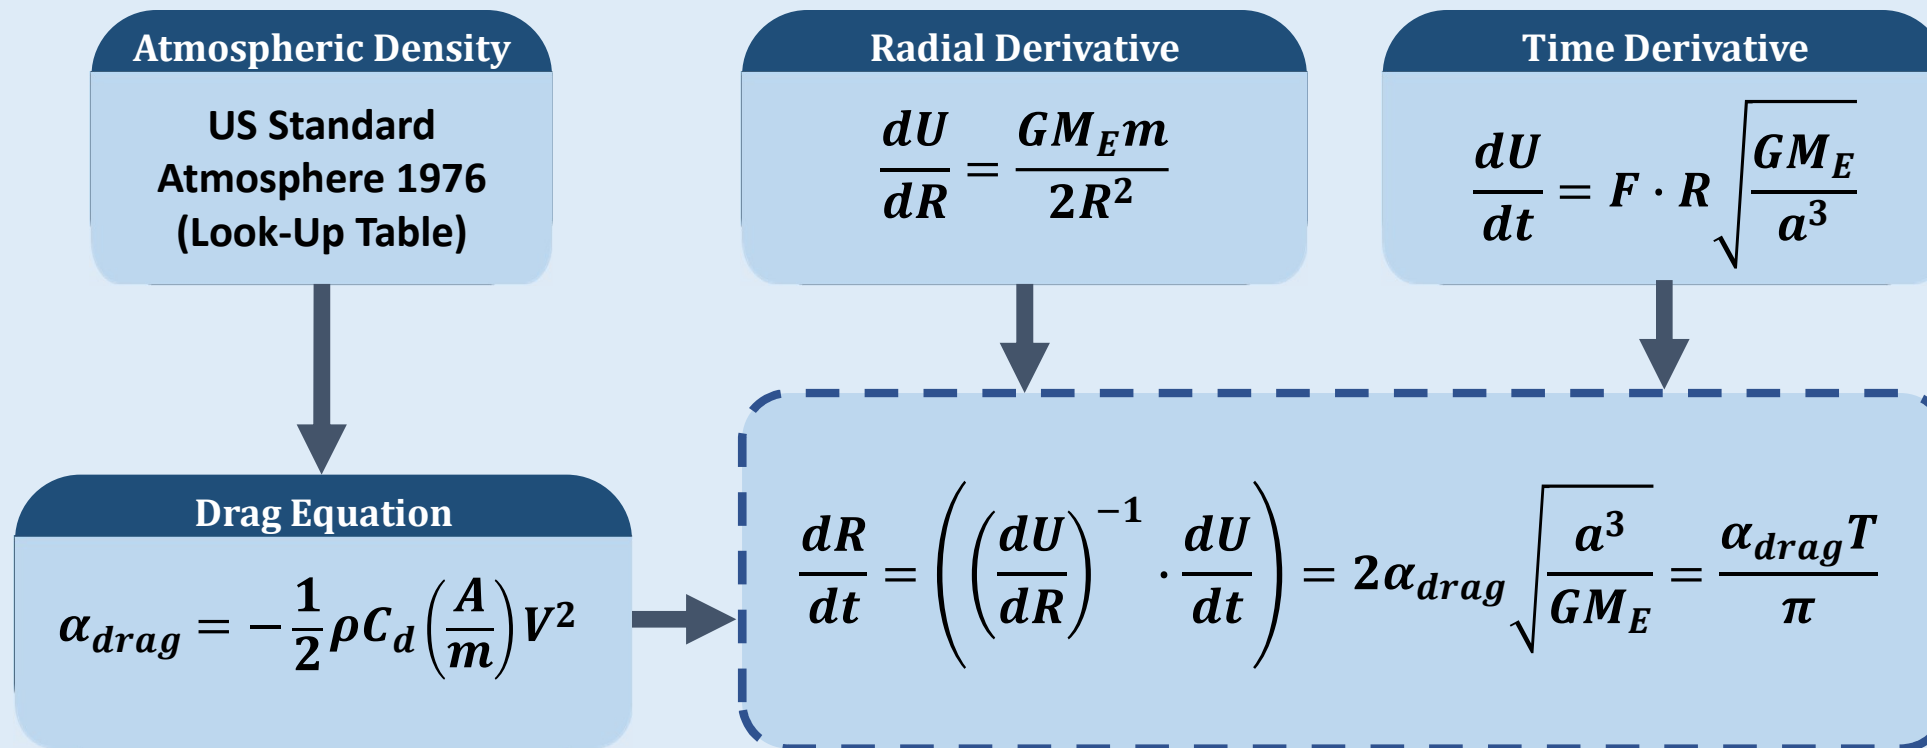 Atmospheric Density
US Standard
Atmosphere 1976
(Look-Up Table)
Radial Derivative
dU/dR = GM_E m / 2R^2
Time Derivative
dU/dt = F · R √(GM_E / a^3)
Drag Equation
α_drag = − 1/2 ρC_d (A/m) V^2
dR/dt = ((dU/dR)^−1 · dU/dt) = 2α_drag √(a^3 / GM_E) = α_drag T / π